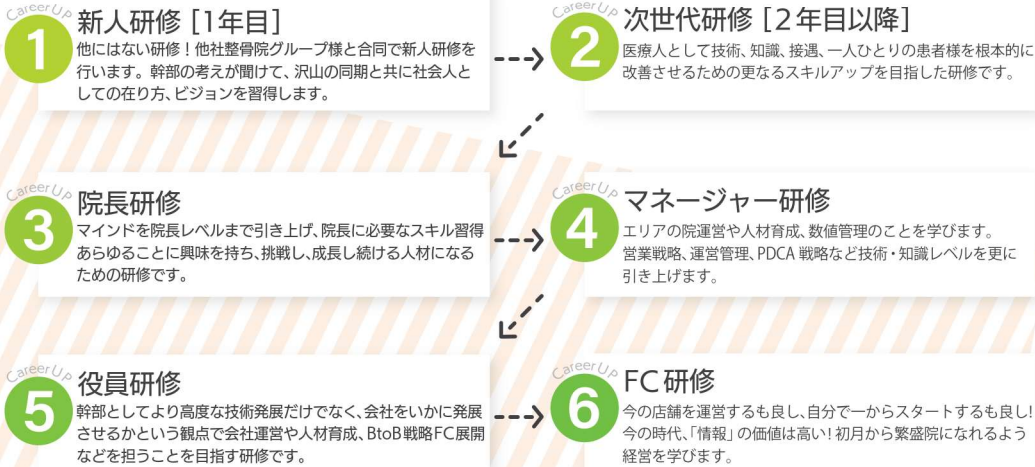 CareerUp
1
新人研修 [1年目]
他にはない研修！他社整骨院グループ様と合同で新人研修を
行います。幹部の考えが聞けて、沢山の同期と共に社会人と
しての在り方、ビジョンを習得します。
CareerUp
2
次世代研修 [2年目以降]
医療人として技術、知識、接遇、一人ひとりの患者様を根本的に
改善させるための更なるスキルアップを目指した研修です。
CareerUp
3
院長研修
マインドを院長レベルまで引き上げ、院長に必要なスキル習得
あらゆることに興味を持ち、挑戦し、成長し続ける人材になる
ための研修です。
CareerUp
4
マネージャー研修
エリアの院運営や人材育成、数値管理のことを学びます。
営業戦略、運営管理、PDCA 戦略など技術・知識レベルを更に
引き上げます。
CareerUp
5
役員研修
幹部としてより高度な技術発展だけでなく、会社をいかに発展
させるかという観点で会社運営や人材育成、BtoB戦略FC展開
などを担うことを目指す研修です。
CareerUp
6
FC研修
今の店舗を運営するも良し、自分で一からスタートするも良し!
今の時代、「情報」の価値は高い! 初月から繁盛院になれるよう
経営を学びます。